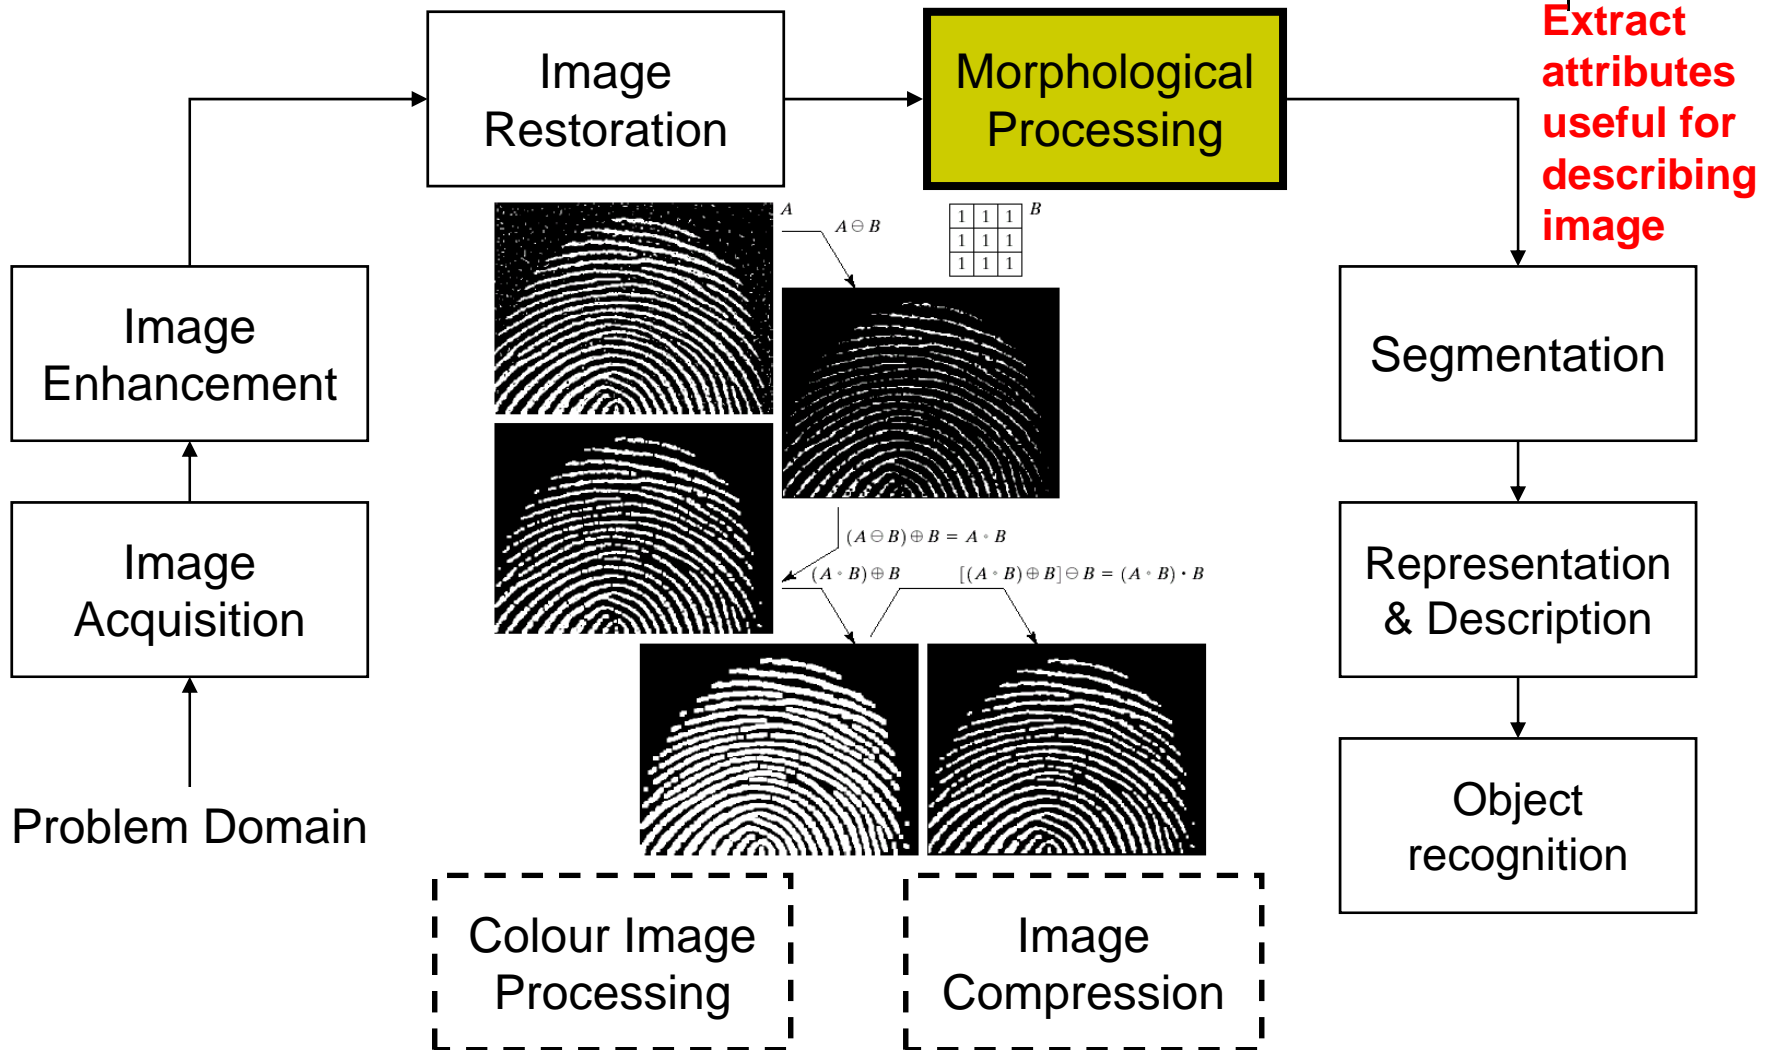 Image
Restoration
Morphological
Processing
Extract
attributes
useful for
describing
image
A
A ⊖ B
1 1 1
1 1 1
1 1 1
B
Image
Enhancement
Segmentation
Image
Acquisition
(A ⊖ B) ⊕ B = A ∘ B
(A ∘ B) ⊕ B
[(A ∘ B) ⊕ B] ⊖ B = (A ∘ B) • B
Representation
& Description
Problem Domain
Object
recognition
Colour Image
Processing
Image
Compression